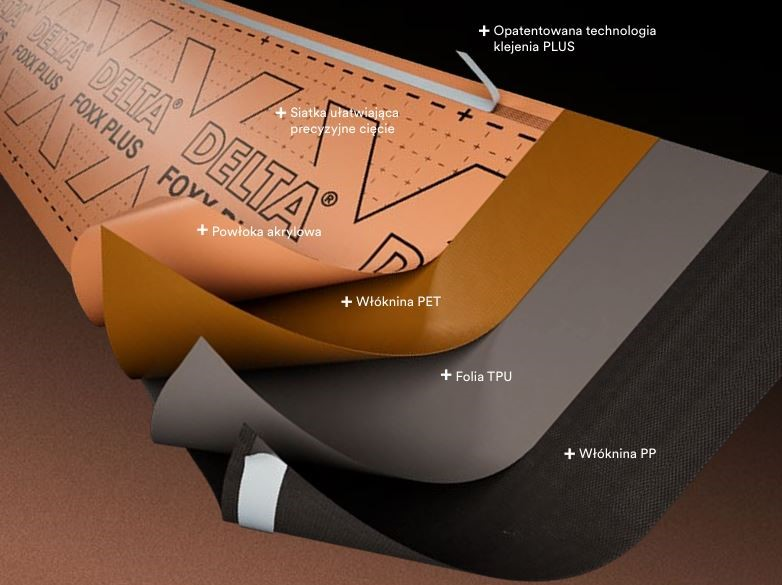 + Opatentowana technologia
klejenia PLUS
+ Siatka ułatwiająca
precyzyjne cięcie
DELTA
DELTA®
FOXX PLUS
DELTA®
FOXX PLUS
DELTA®
+ Powłoka akrylowa
+ Włóknina PET
+ Folia TPU
+ Włóknina PP